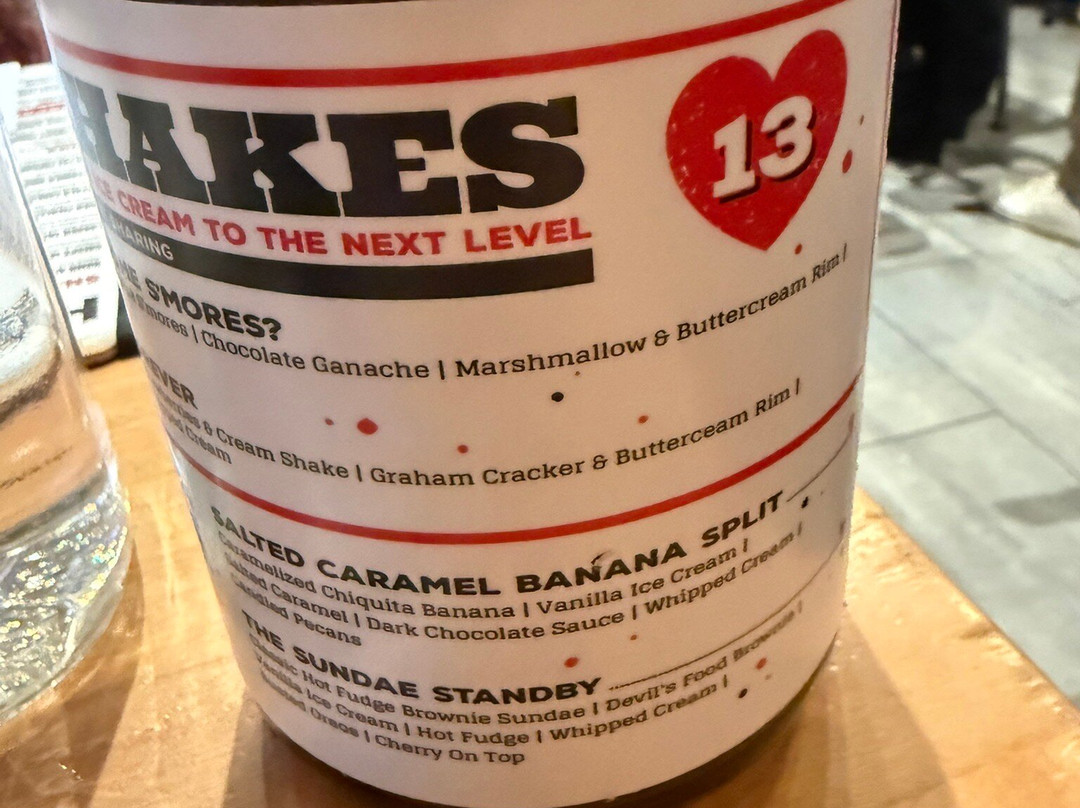 HAKES
13
CE CREAM TO THE NEXT LEVEL
SHARING
S'MORES?
S'mores | Chocolate Ganache | Marshmallow & Buttercream Rim |
EVER
& Cream Shake | Graham Cracker & Butterceam Rim |
Cream
SALTED CARAMEL BANANA SPLIT
Caramelized Chiquita Banana | Vanilla Ice Cream |
Salted Caramel | Dark Chocolate Sauce | Whipped Cream |
Candied Pecans
THE SUNDAE STANDBY
Classic Hot Fudge Brownie Sundae | Devil's Food Brownie |
Vanilla Ice Cream | Hot Fudge | Whipped Cream |
Oreos | Cherry On Top